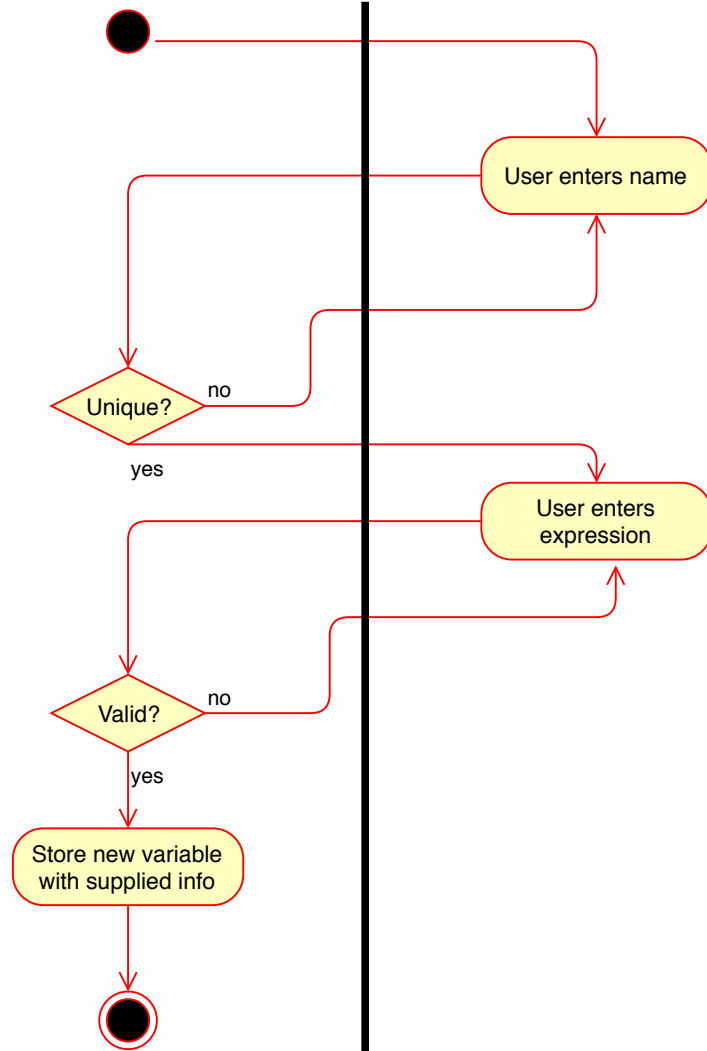 User enters name
no
Unique?
yes
User enters
expression
no
Valid?
yes
Store new variable
with supplied info